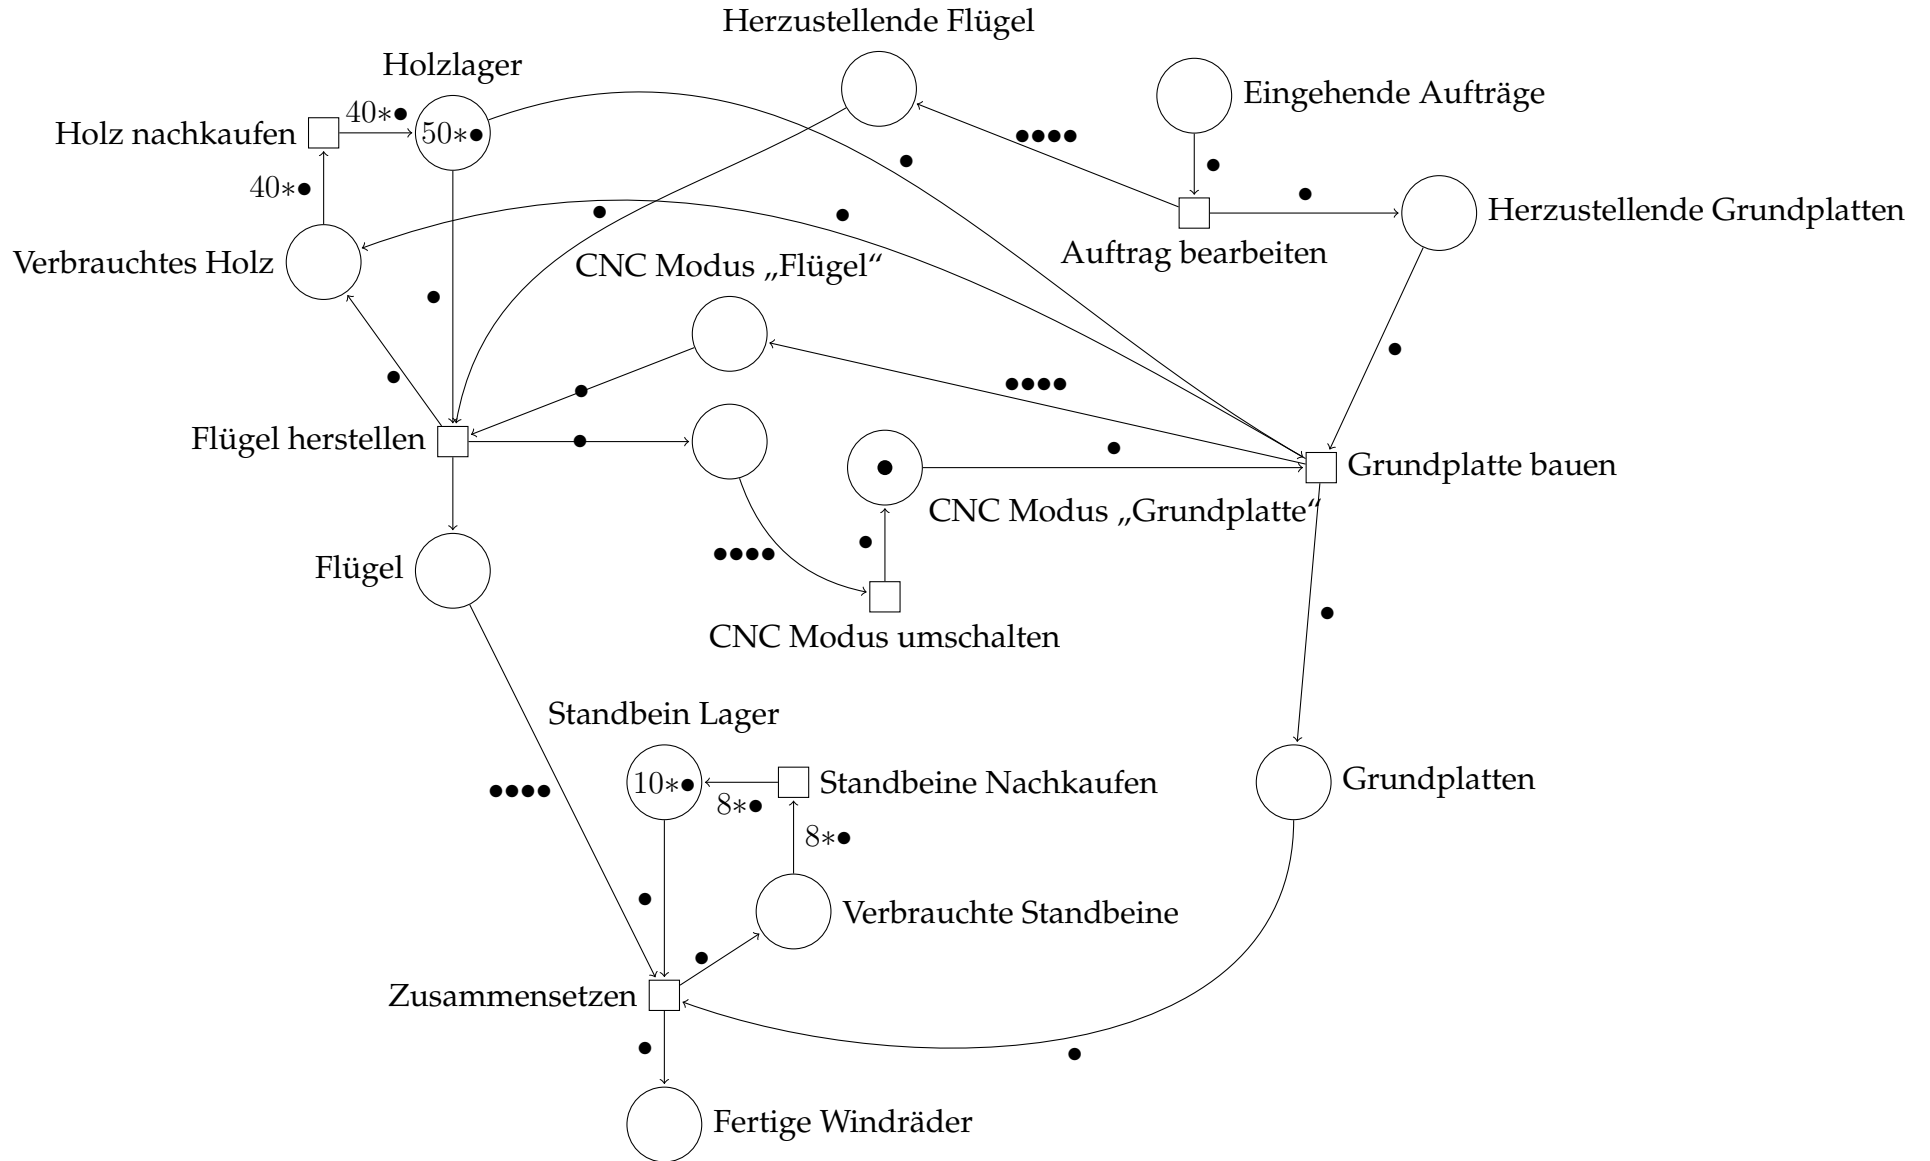 Herzustellende Flügel
Holzlager
Eingehende Aufträge
40*●
Holz nachkaufen
50*●
●●●●
●
●
40*●
●
●
●
Herzustellende Grundplatten
Auftrag bearbeiten
Verbrauchtes Holz
CNC Modus „Flügel“
●
●
●
●●●●
●
Flügel herstellen
●
●
●
Grundplatte bauen
CNC Modus „Grundplatte“
●
●●●●
Flügel
●
CNC Modus umschalten
Standbein Lager
●●●●
10*●
Standbeine Nachkaufen
Grundplatten
8*●
8*●
●
Verbrauchte Standbeine
●
Zusammensetzen
●
●
Fertige Windräder